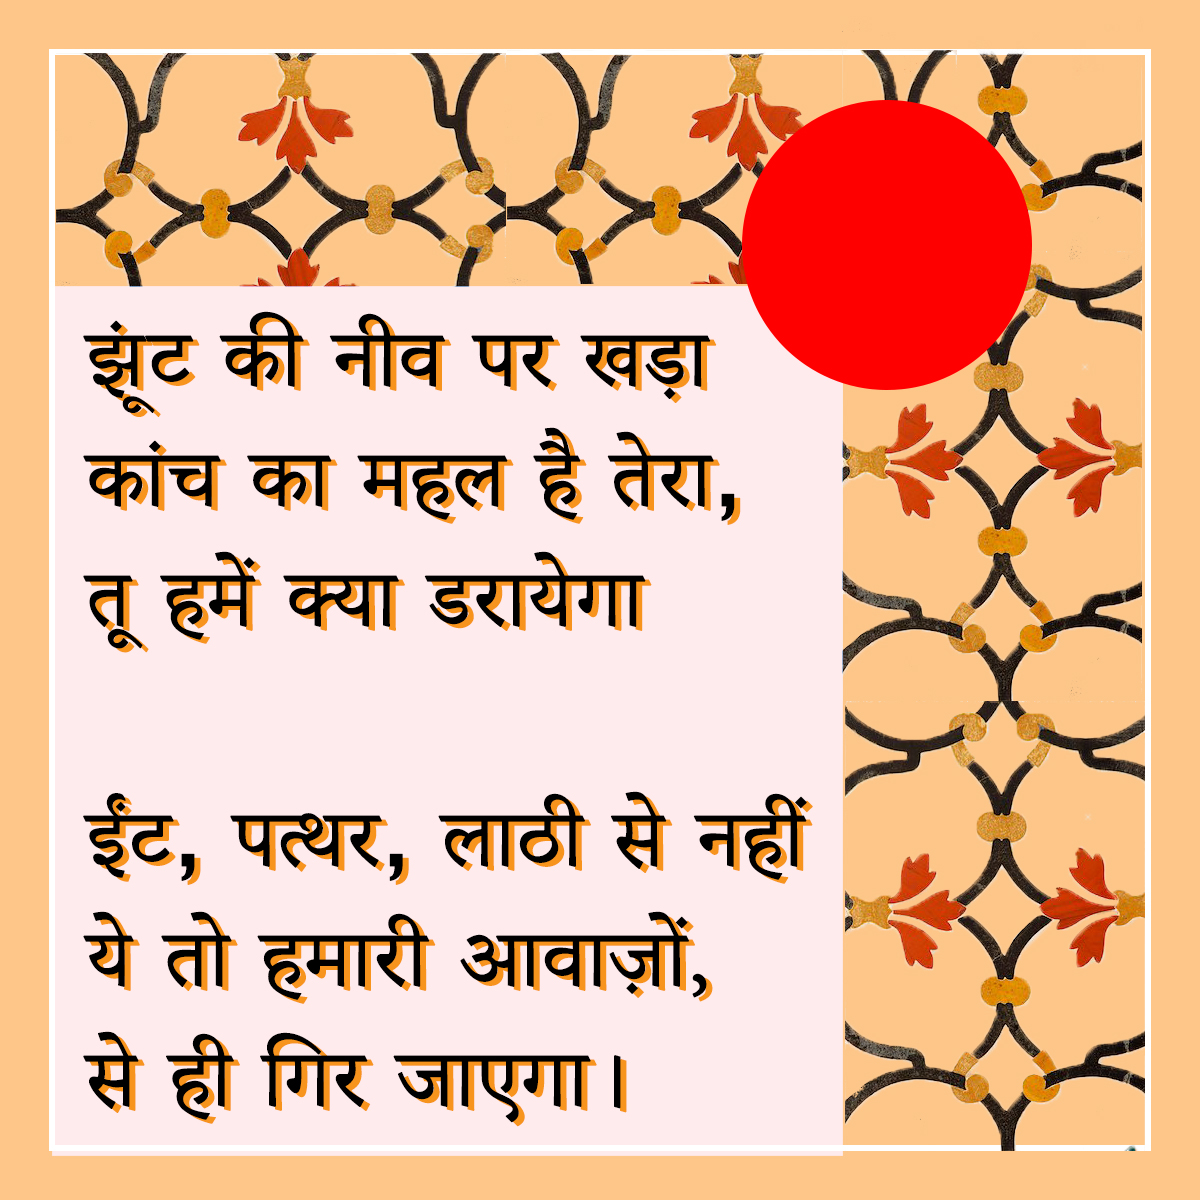 झूंट की नीव पर खड़ा
कांच का महल है तेरा,
तू हमें क्या डरायेगा
ईंट, पत्थर, लाठी से नहीं
ये तो हमारी आवाज़ों,
से ही गिर जाएगा।